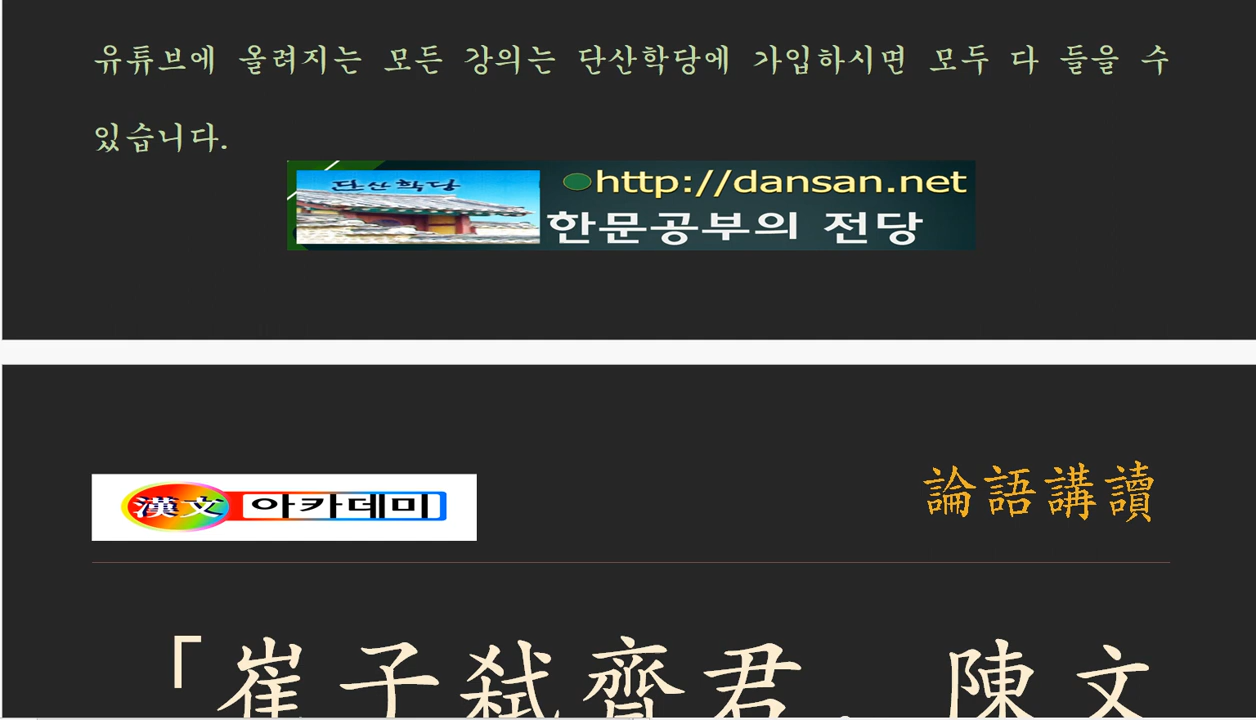 유튜브에 올려지는 모든 강의는 단산학당에 가입하시면 모두 다 들을 수
있습니다.
단산학당
http://dansan.net
한문공부의 전당
漢文 아카데미
論語講讀
「崔子弑齊君，陳文